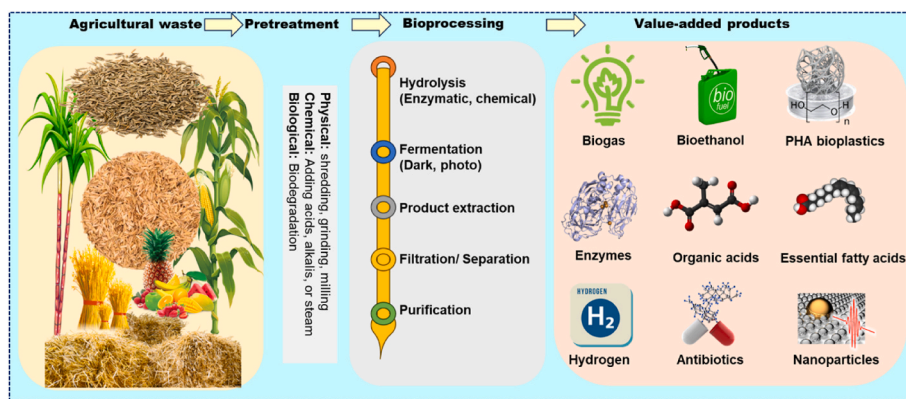 Agricultural waste
Pretreatment
Bioprocessing
Value-added products
Physical: shredding, grinding, milling
Chemical: Adding acids, alkalis, or steam
Biological: Biodegradation
Hydrolysis
(Enzymatic, chemical)
Fermentation
(Dark, photo)
Product extraction
Filtration/ Separation
Purification
Biogas
bio
fuel
Bioethanol
HO
O
H
n
PHA bioplastics
Enzymes
Organic acids
Essential fatty acids
HYDROGEN
H₂
Hydrogen
Antibiotics
Nanoparticles